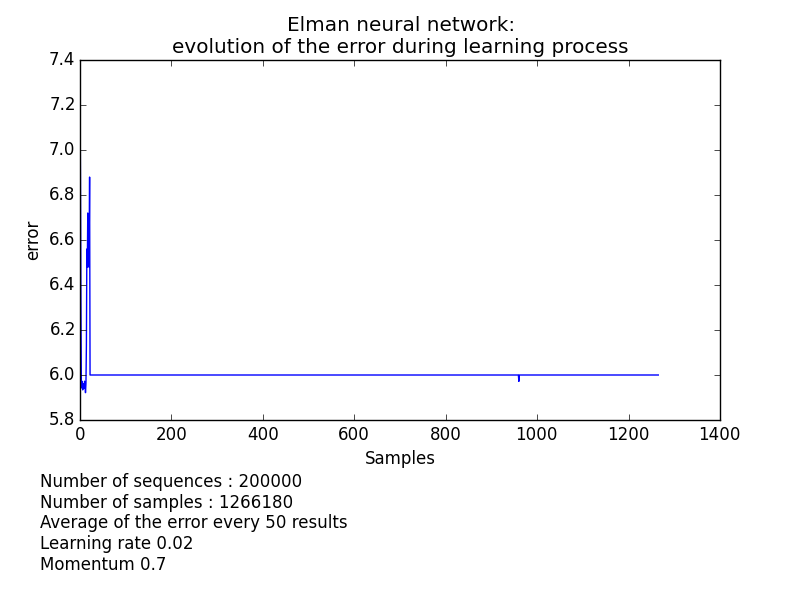 Elman neural network:
evolution of the error during learning process
7.4
7.2
7.0
6.8
6.6
6.4
6.2
6.0
5.8
error
0 200 400 600 800 1000 1200 1400
Samples
Number of sequences : 200000
Number of samples : 1266180
Average of the error every 50 results
Learning rate 0.02
Momentum 0.7